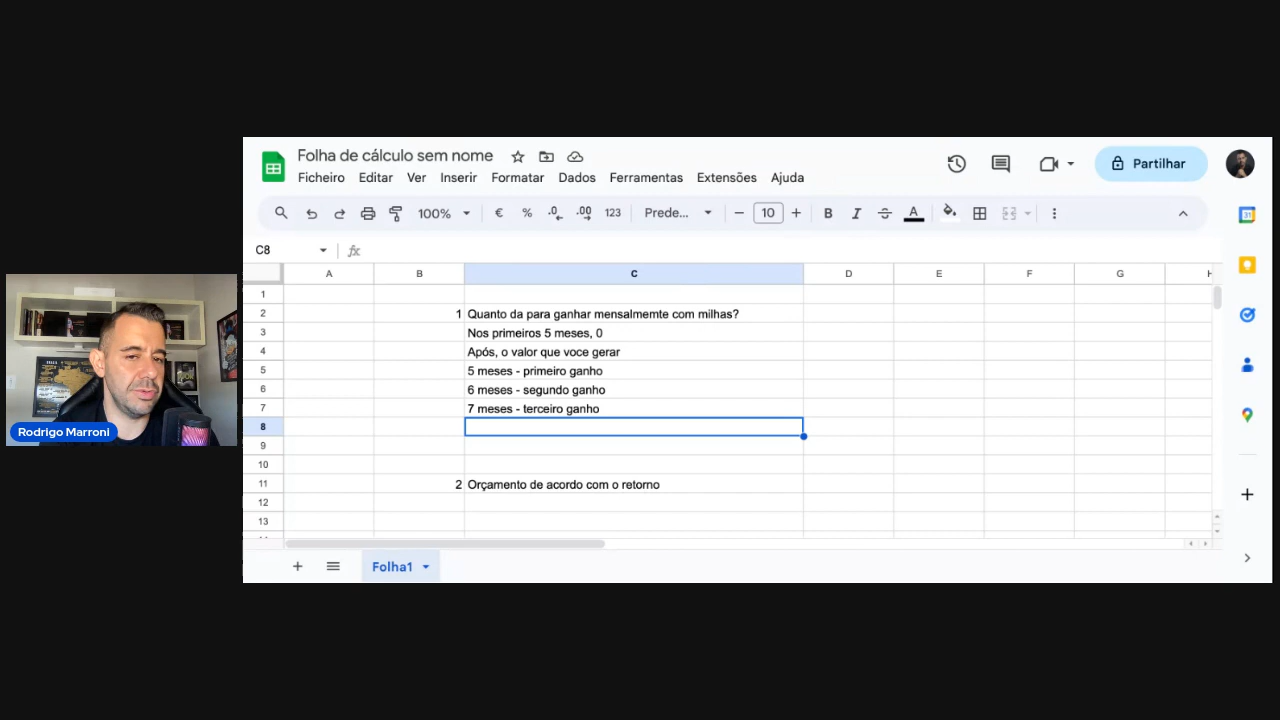 Folha de cálculo sem nome
Ficheiro Editar Ver Inserir Formatar Dados Ferramentas Extensões Ajuda
Partilhar
100% € % .0 .00 123 Prede... 10 B I S A
C8 fx
A B C D E F G H
1
2 1 Quanto da para ganhar mensalmemte com milhas?
3 Nos primeiros 5 meses, 0
4 Após, o valor que voce gerar
5 5 meses - primeiro ganho
6 6 meses - segundo ganho
7 7 meses - terceiro ganho
8
9
10
11 2 Orçamento de acordo com o retorno
12
13
Folha1
Rodrigo Marroni
31